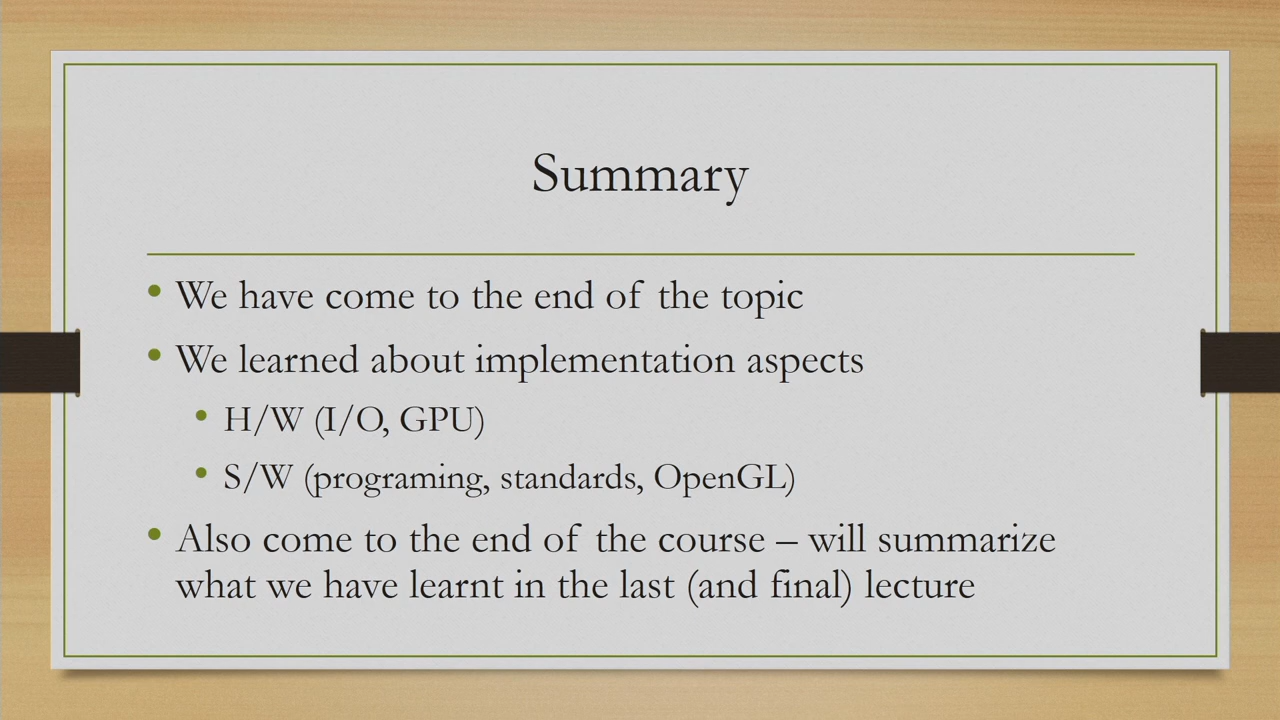 Summary
• We have come to the end of the topic
• We learned about implementation aspects
• H/W (I/O, GPU)
• S/W (programing, standards, OpenGL)
• Also come to the end of the course – will summarize
what we have learnt in the last (and final) lecture